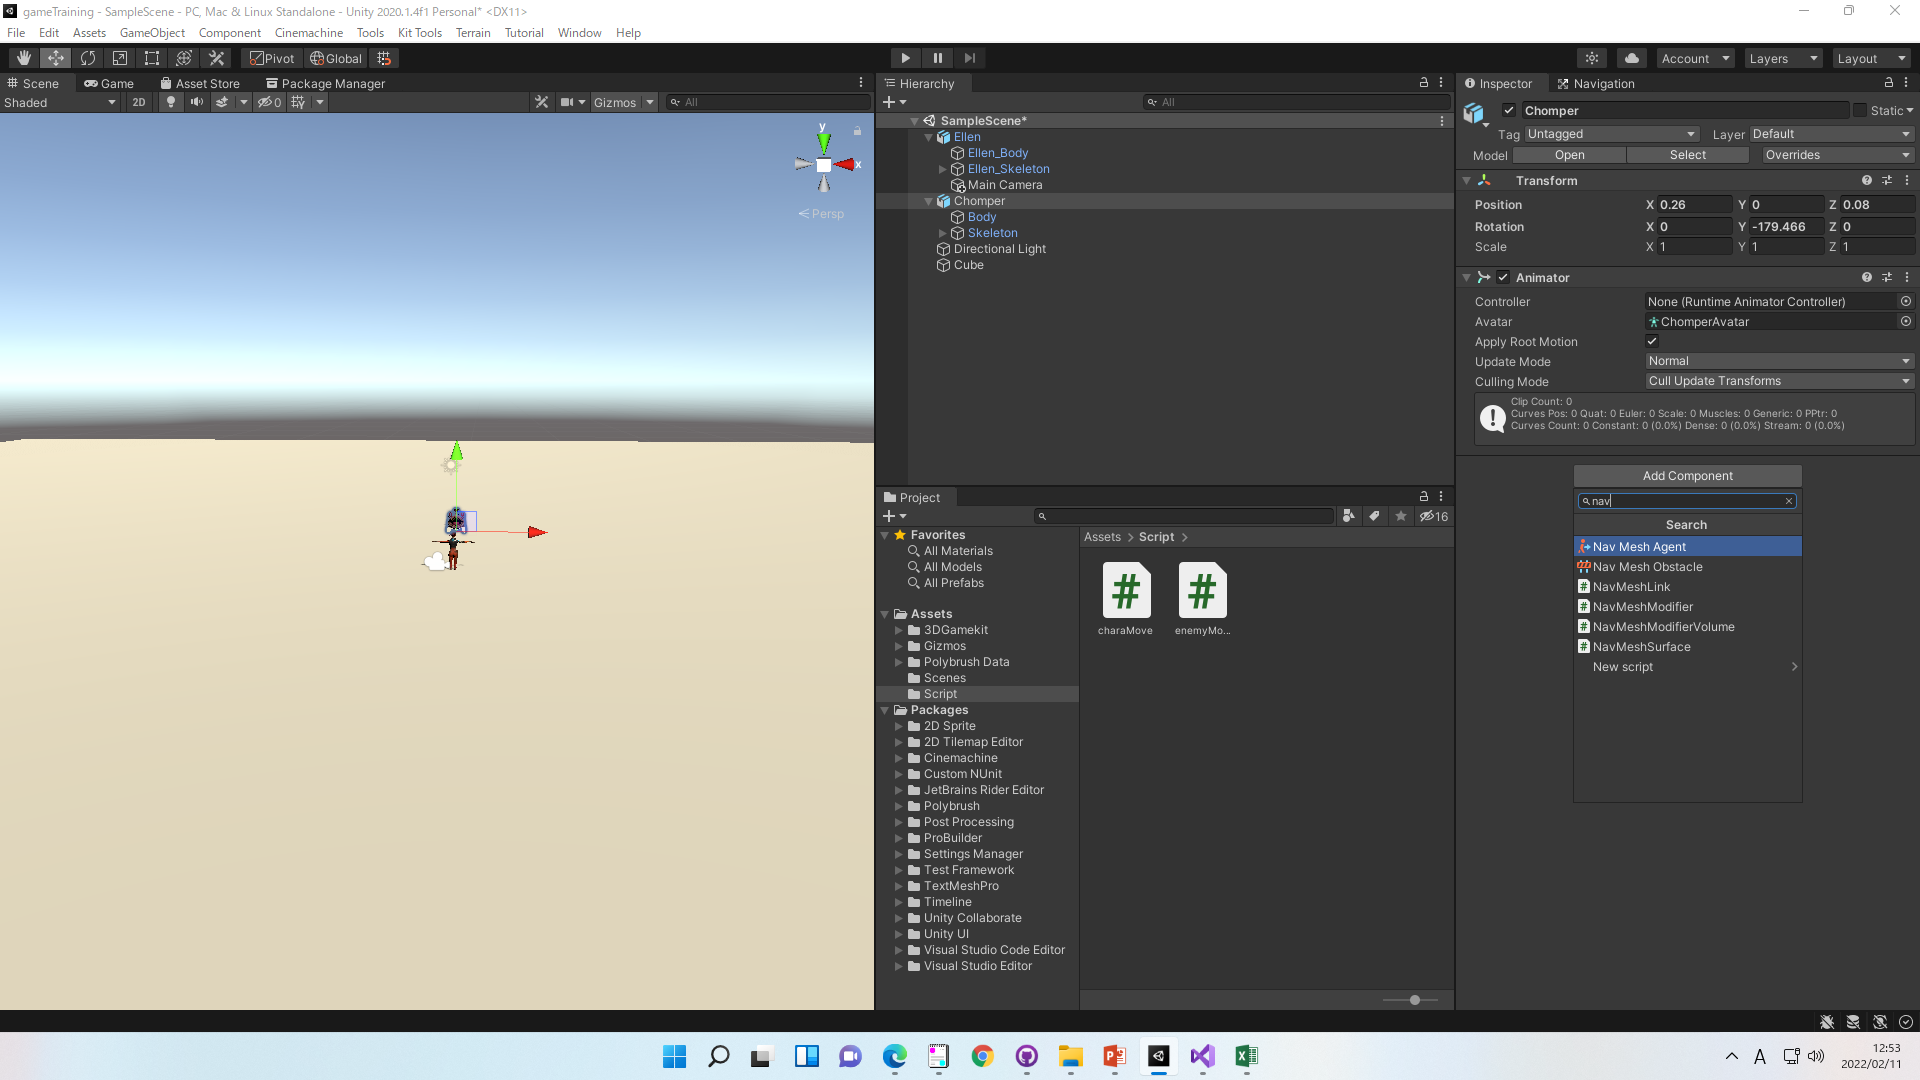 gameTraining - SampleScene - PC, Mac & Linux Standalone - Unity 2020.1.4f1 Personal* <DX11>
File Edit Assets GameObject Component Cinemachine Tools Kit Tools Terrain Tutorial Window Help
Pivot Global Account Layers Layout
Scene Game Asset Store Package Manager
Shaded 2D 0 Gizmos All
y
x
Persp
Hierarchy
All
SampleScene*
Ellen
Ellen_Body
Ellen_Skeleton
Main Camera
Chomper
Body
Skeleton
Directional Light
Cube
Project
16
Favorites
All Materials
All Models
All Prefabs
Assets
3DGamekit
Gizmos
Polybrush Data
Scenes
Script
Packages
2D Sprite
2D Tilemap Editor
Cinemachine
Custom NUnit
JetBrains Rider Editor
Polybrush
Post Processing
ProBuilder
Settings Manager
Test Framework
TextMeshPro
Timeline
Unity Collaborate
Unity UI
Visual Studio Code Editor
Visual Studio Editor
Assets > Script >
# #
charaMove enemyMo...
Inspector Navigation
Chomper Static
Tag Untagged Layer Default
Model Open Select Overrides
Transform
Position X 0.26 Y 0 Z 0.08
Rotation X 0 Y -179.466 Z 0
Scale X 1 Y 1 Z 1
Animator
Controller None (Runtime Animator Controller)
Avatar ChomperAvatar
Apply Root Motion
Update Mode Normal
Culling Mode Cull Update Transforms
Clip Count: 0
Curves Pos: 0 Quat: 0 Euler: 0 Scale: 0 Muscles: 0 Generic: 0 PPtr: 0
Curves Count: 0 Constant: 0 (0.0%) Dense: 0 (0.0%) Stream: 0 (0.0%)
Add Component
nav
Search
Nav Mesh Agent
Nav Mesh Obstacle
NavMeshLink
NavMeshModifier
NavMeshModifierVolume
NavMeshSurface
New script
A
12:53
2022/02/11